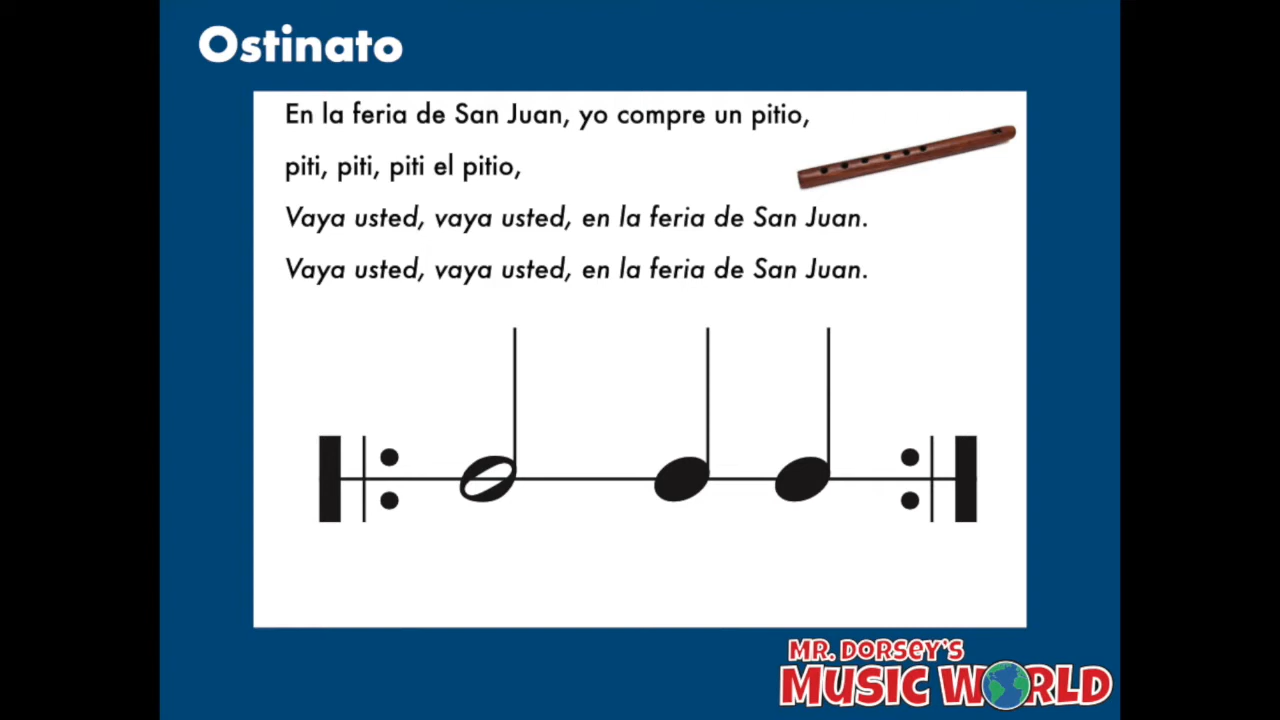 Ostinato
En la feria de San Juan, yo compre un pitio,
piti, piti, piti el pitio,
Vaya usted, vaya usted, en la feria de San Juan.
Vaya usted, vaya usted, en la feria de San Juan.
MR. DORSEY'S
MUSIC WORLD